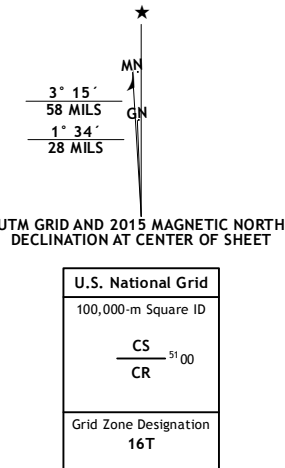 ★
MN
3° 15´
58 MILS
GN
1° 34´
28 MILS
UTM GRID AND 2015 MAGNETIC NORTH
DECLINATION AT CENTER OF SHEET
U.S. National Grid
100,000-m Square ID
CS
51 00
CR
Grid Zone Designation
16T